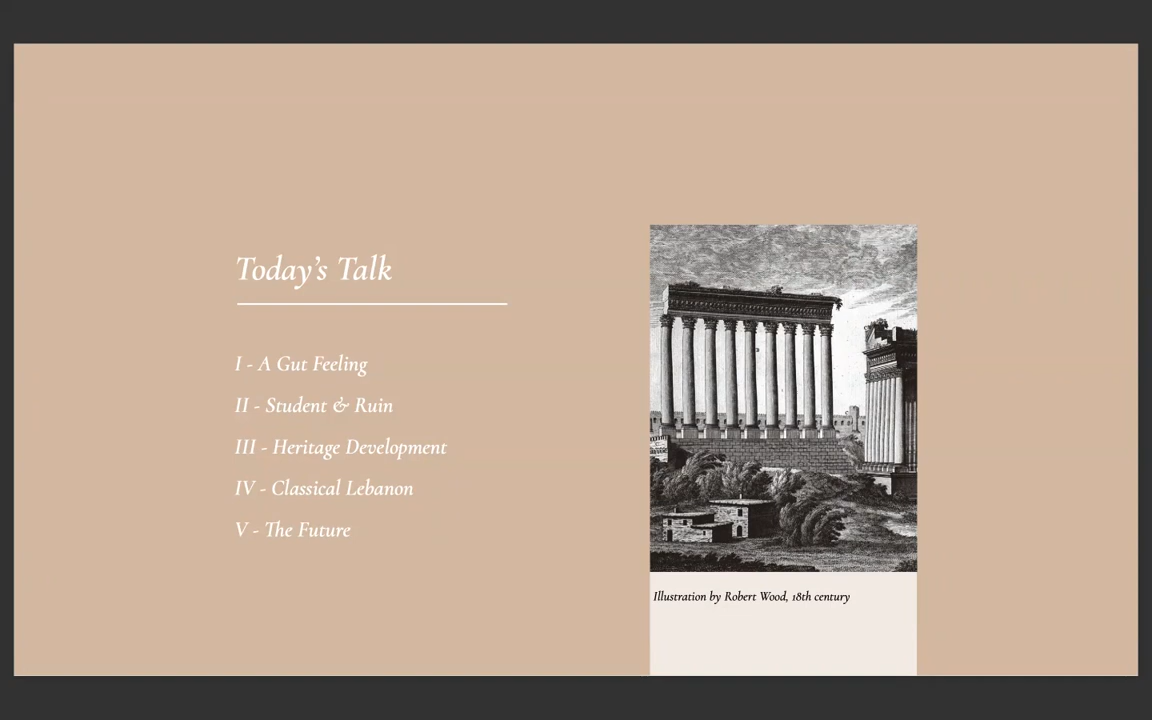 Today’s Talk
I - A Gut Feeling
II - Student & Ruin
III - Heritage Development
IV - Classical Lebanon
V - The Future
Illustration by Robert Wood, 18th century